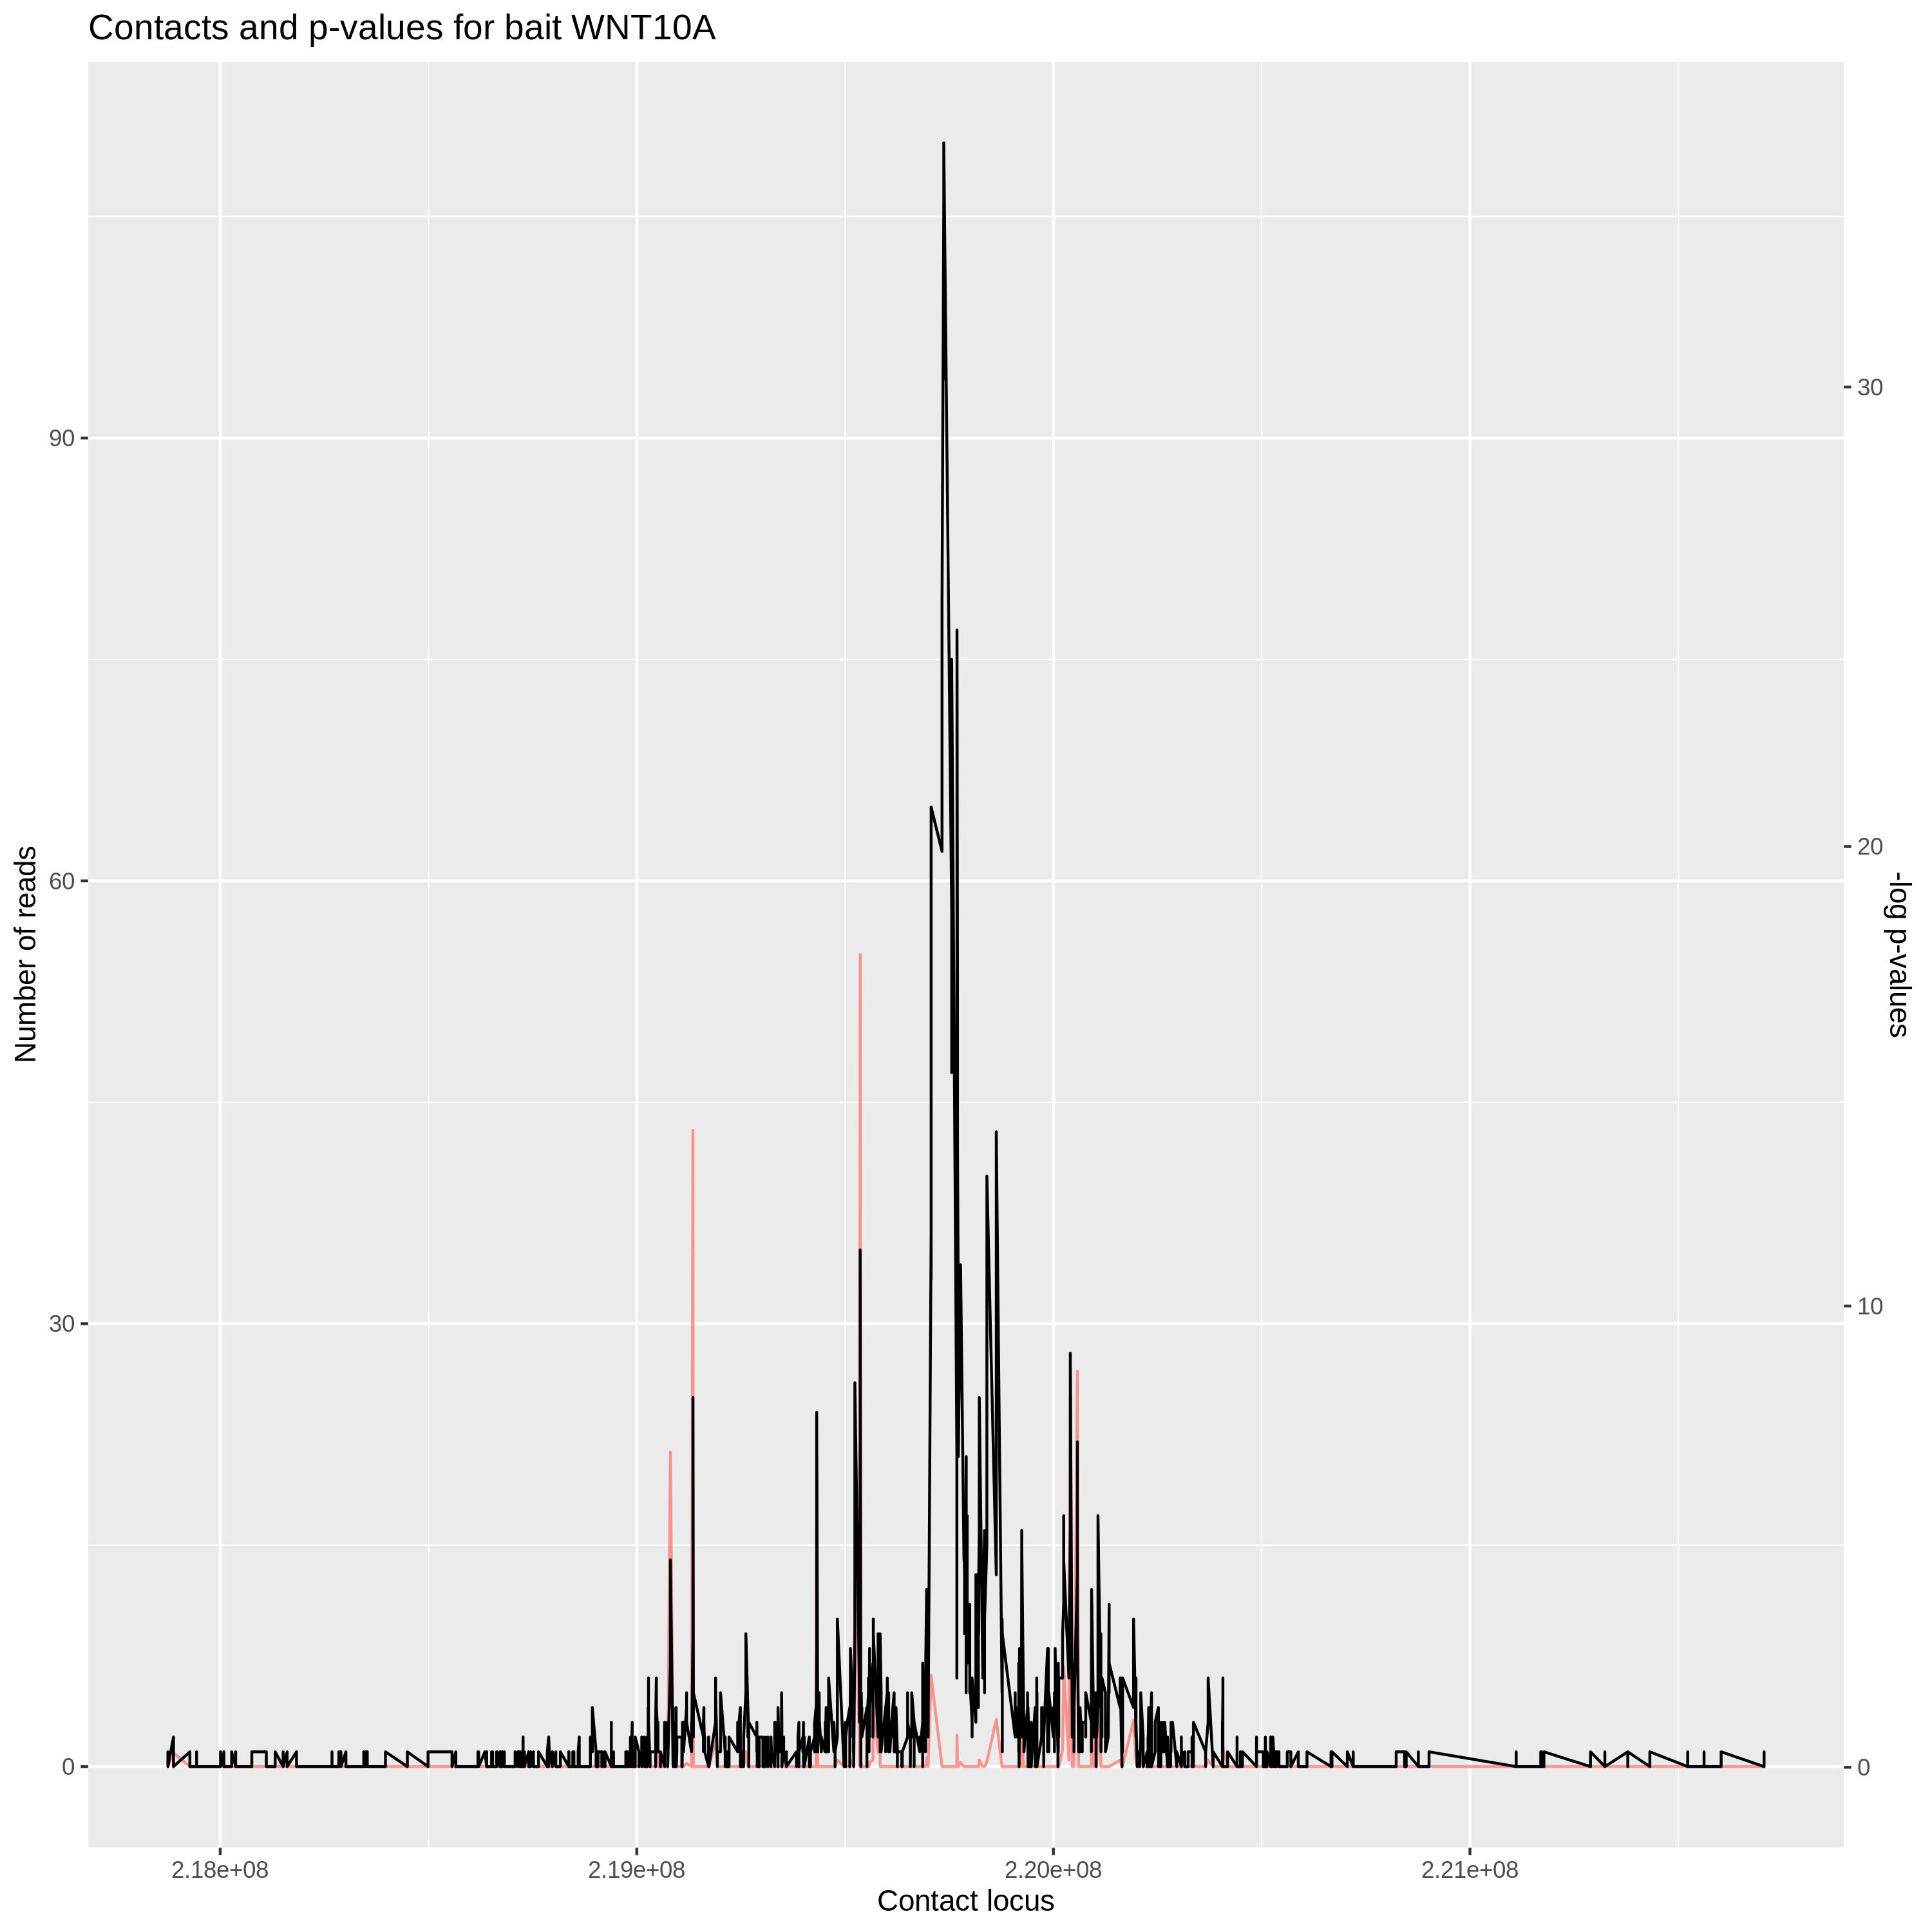 Contacts and p-values for bait WNT10A
90
60
30
0
Number of reads
30
20
10
0
-log p-values
2.18e+08
2.19e+08
2.20e+08
2.21e+08
Contact locus